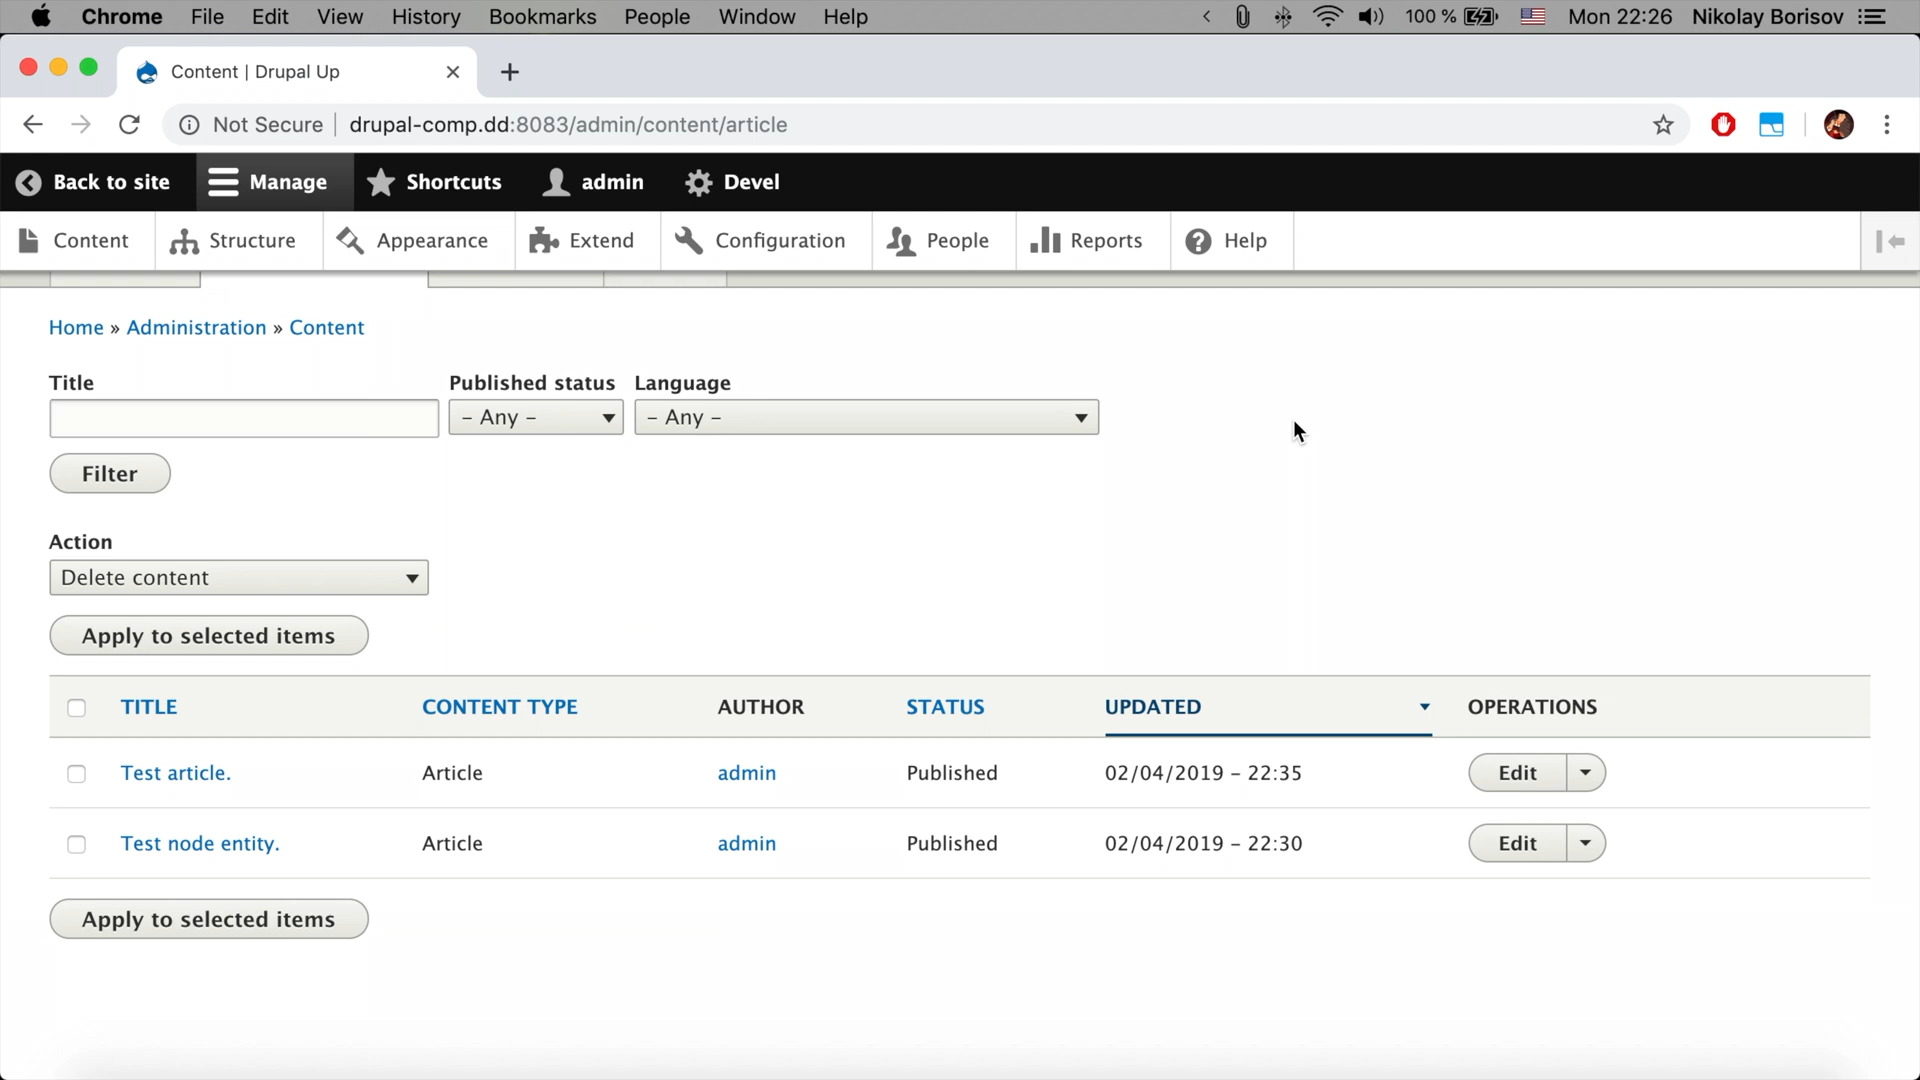 Chrome File Edit View History Bookmarks People Window Help 100 % Mon 22:26 Nikolay Borisov
Content | Drupal Up
Not Secure drupal-comp.dd:8083/admin/content/article
Back to site Manage Shortcuts admin Devel
Content Structure Appearance Extend Configuration People Reports Help
Home » Administration » Content
Title Published status Language
- Any - - Any -
Filter
Action
Delete content
Apply to selected items
TITLE CONTENT TYPE AUTHOR STATUS UPDATED OPERATIONS
Test article. Article admin Published 02/04/2019 - 22:35 Edit
Test node entity. Article admin Published 02/04/2019 - 22:30 Edit
Apply to selected items